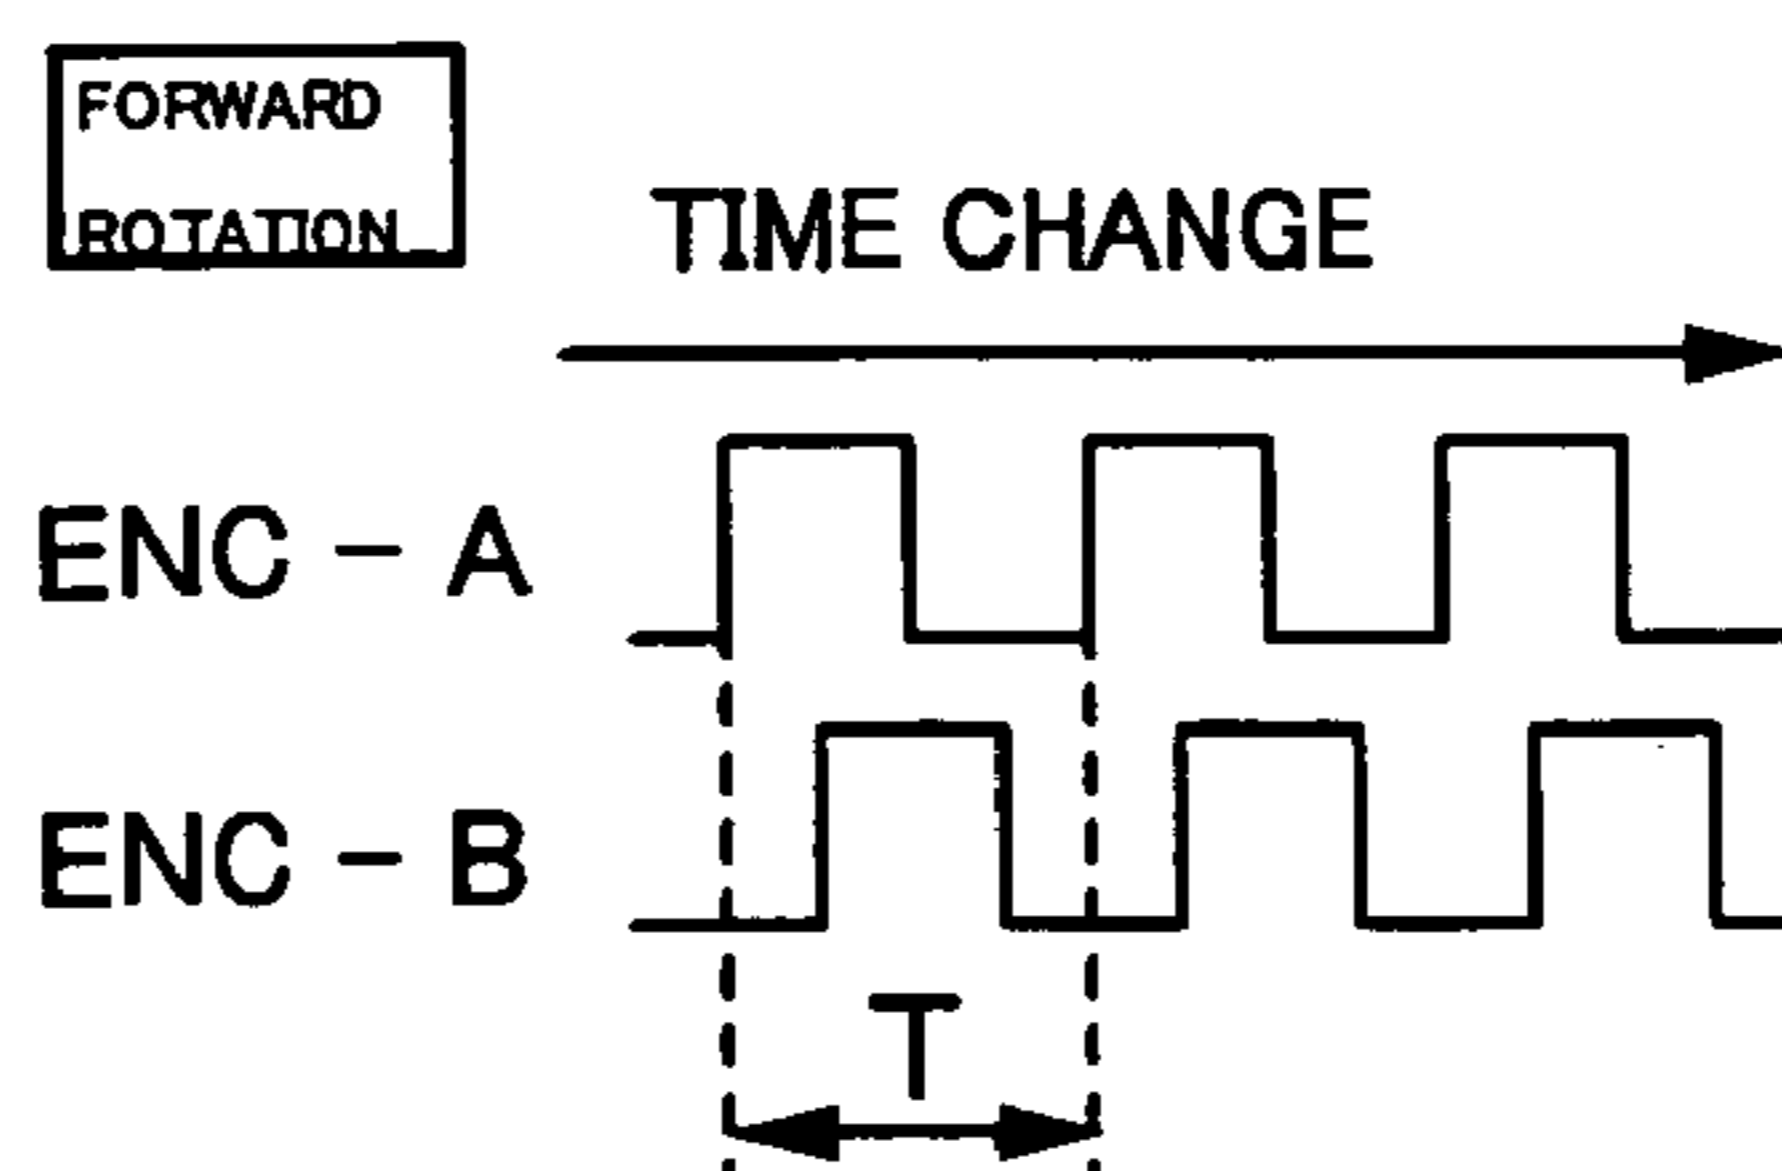 FORWARD
ROTATION
TIME CHANGE
ENC - A
ENC - B
T